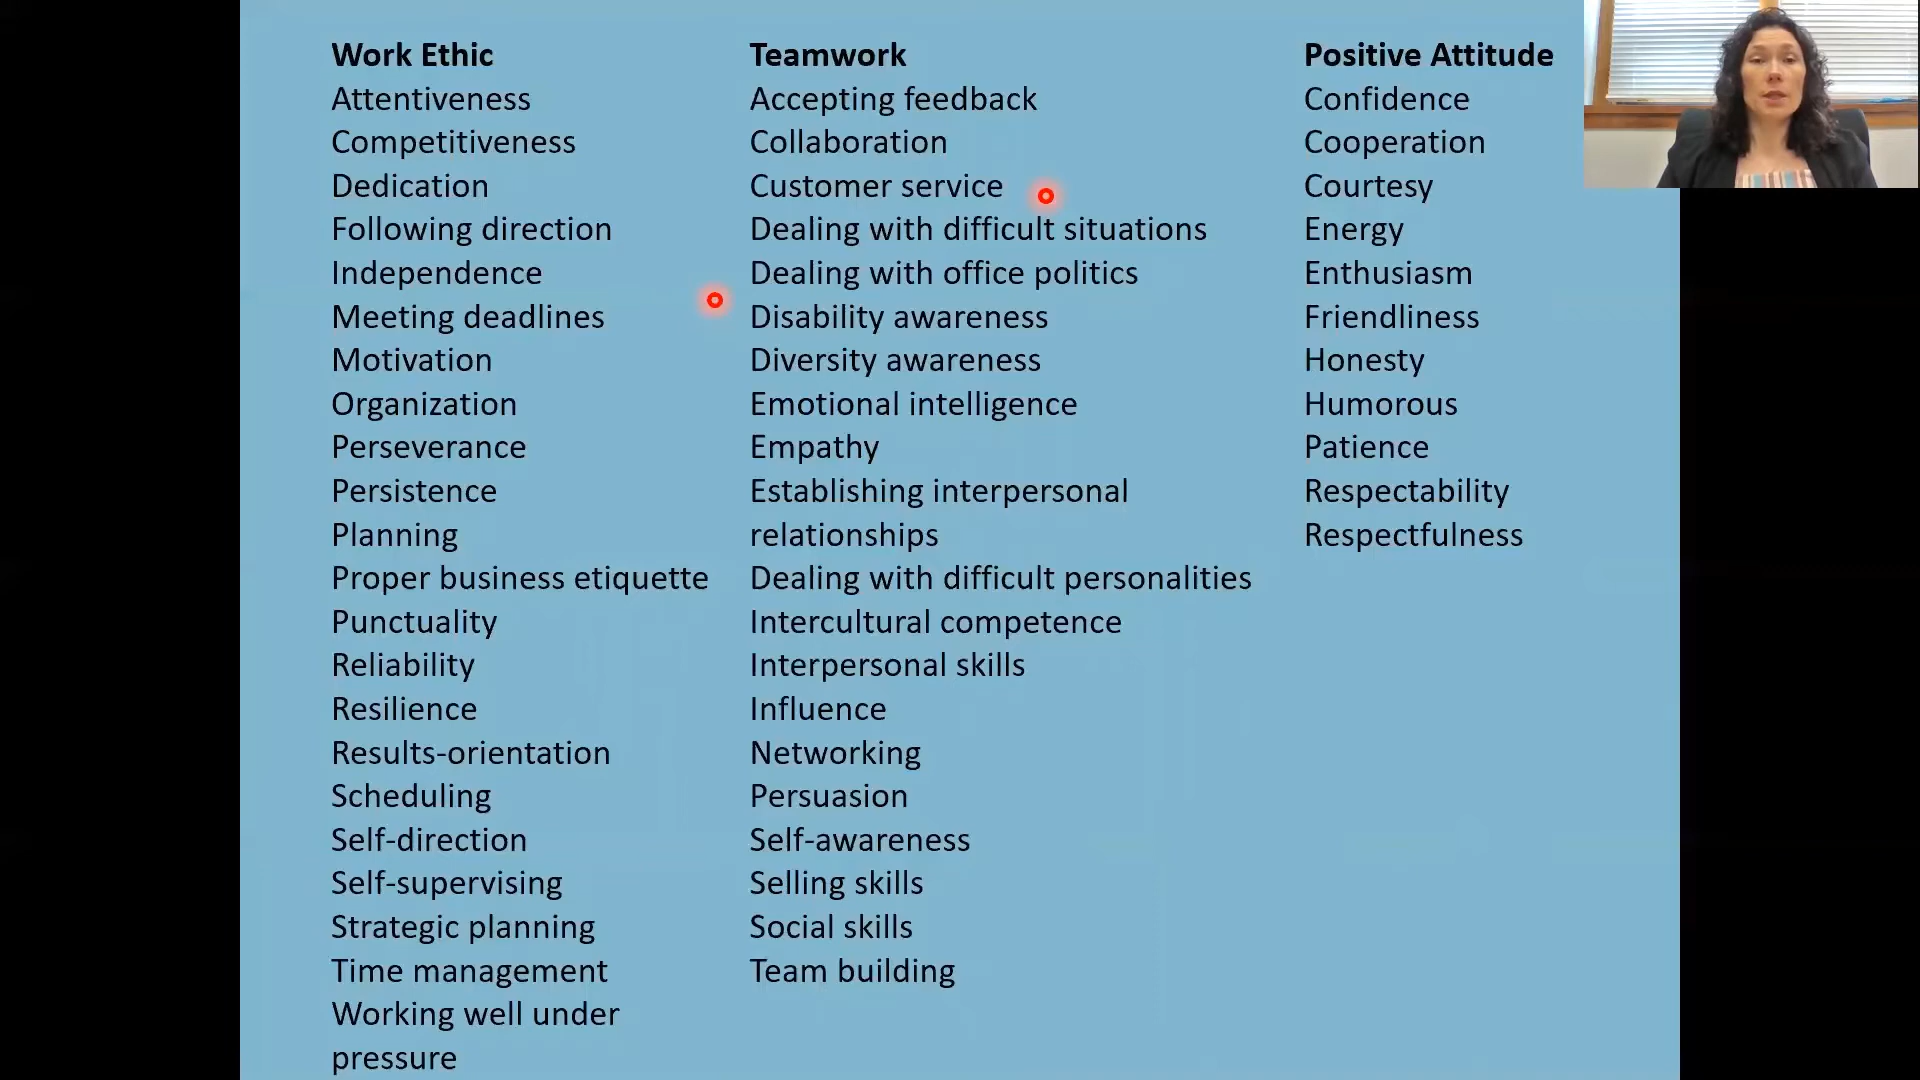 Work Ethic
Attentiveness
Competitiveness
Dedication
Following direction
Independence
Meeting deadlines
Motivation
Organization
Perseverance
Persistence
Planning
Proper business etiquette
Punctuality
Reliability
Resilience
Results-orientation
Scheduling
Self-direction
Self-supervising
Strategic planning
Time management
Working well under
pressure
Teamwork
Accepting feedback
Collaboration
Customer service
Dealing with difficult situations
Dealing with office politics
Disability awareness
Diversity awareness
Emotional intelligence
Empathy
Establishing interpersonal
relationships
Dealing with difficult personalities
Intercultural competence
Interpersonal skills
Influence
Networking
Persuasion
Self-awareness
Selling skills
Social skills
Team building
Positive Attitude
Confidence
Cooperation
Courtesy
Energy
Enthusiasm
Friendliness
Honesty
Humorous
Patience
Respectability
Respectfulness